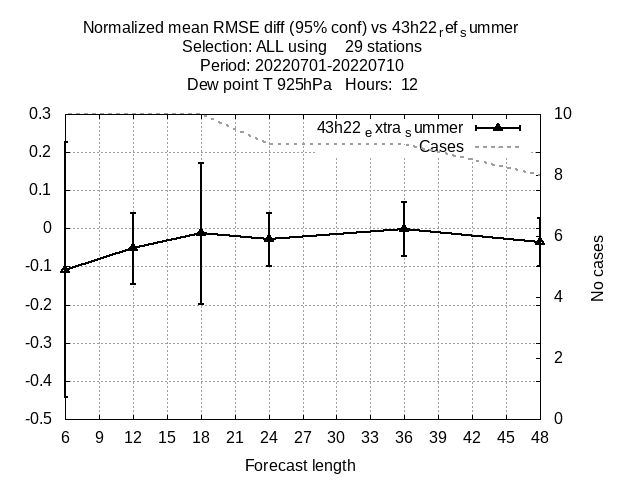 Normalized mean RMSE diff (95% conf) vs 43h22ref_summer
Selection: ALL using 29 stations
Period: 20220701-20220710
Dew point T 925hPa Hours: 12
0.3 10
43h22extrasummer
Cases
0.2
8
0.1
0
6
-0.1
4
-0.2
-0.3
2
-0.4
-0.5 0
No cases
6 9 12 15 18 21 24 27 30 33 36 39 42 45 48
Forecast length